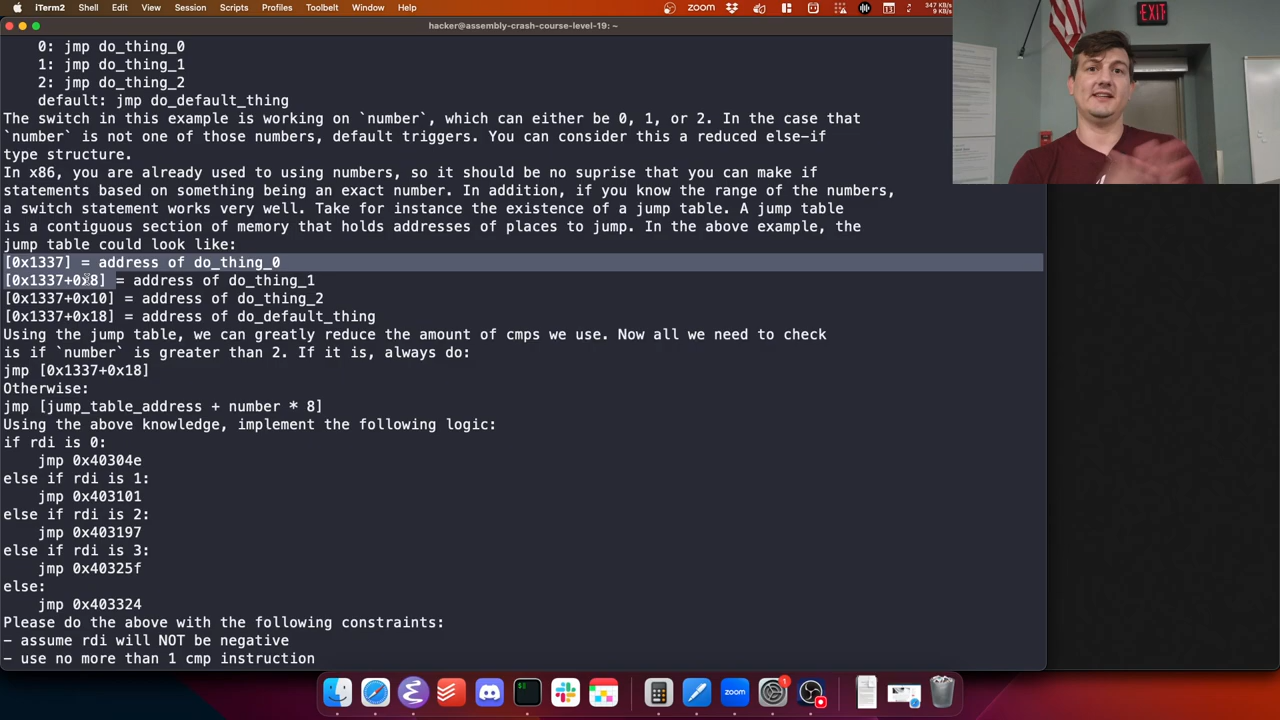 iTerm2 Shell Edit View Session Scripts Profiles Toolbelt Window Help
zoom
13
347 KB/s
9 KB/s
hacker@assembly-crash-course-level-19: ~
EXIT
0: jmp do_thing_0
1: jmp do_thing_1
2: jmp do_thing_2
default: jmp do_default_thing
The switch in this example is working on `number`, which can either be 0, 1, or 2. In the case that
`number` is not one of those numbers, default triggers. You can consider this a reduced else-if
type structure.
In x86, you are already used to using numbers, so it should be no suprise that you can make if
statements based on something being an exact number. In addition, if you know the range of the numbers,
a switch statement works very well. Take for instance the existence of a jump table. A jump table
is a contiguous section of memory that holds addresses of places to jump. In the above example, the
jump table could look like:
[0x1337] = address of do_thing_0
[0x1337+0x8] = address of do_thing_1
[0x1337+0x10] = address of do_thing_2
[0x1337+0x18] = address of do_default_thing
Using the jump table, we can greatly reduce the amount of cmps we use. Now all we need to check
is if `number` is greater than 2. If it is, always do:
jmp [0x1337+0x18]
Otherwise:
jmp [jump_table_address + number * 8]
Using the above knowledge, implement the following logic:
if rdi is 0:
jmp 0x40304e
else if rdi is 1:
jmp 0x403101
else if rdi is 2:
jmp 0x403197
else if rdi is 3:
jmp 0x40325f
else:
jmp 0x403324
Please do the above with the following constraints:
- assume rdi will NOT be negative
- use no more than 1 cmp instruction
zoom
1